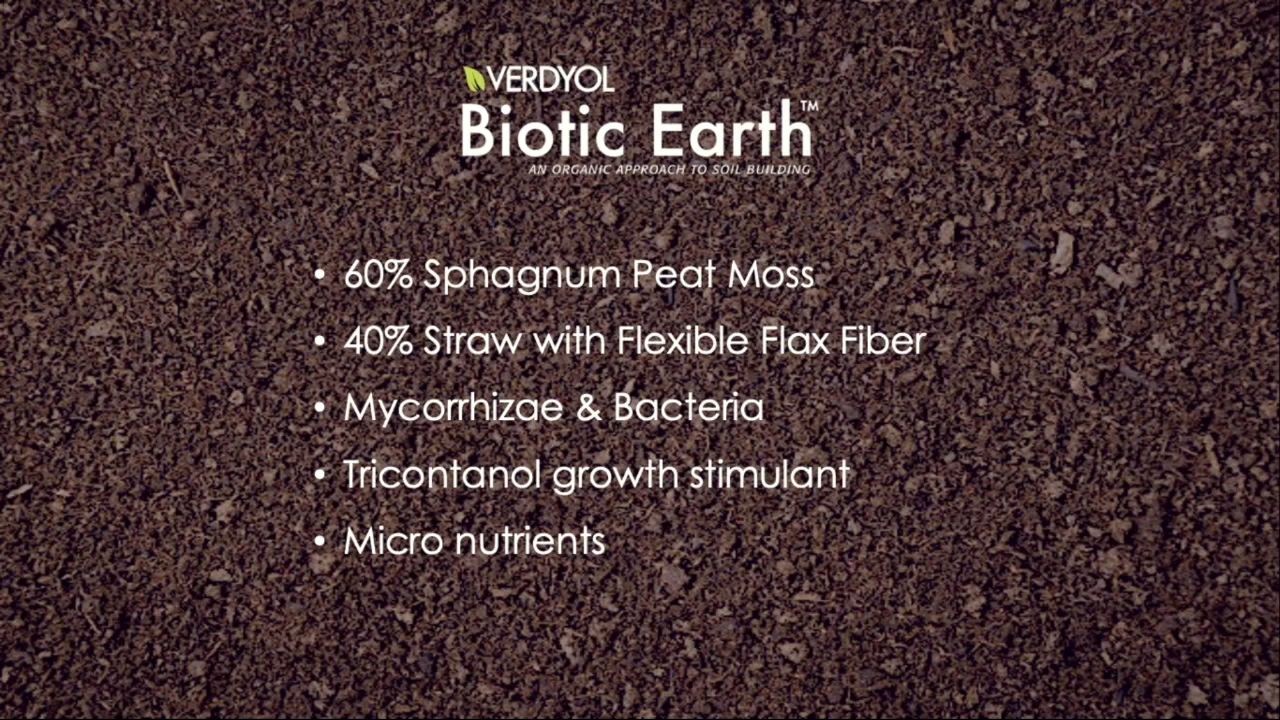 VERDYOL
Biotic Earth™
AN ORGANIC APPROACH TO SOIL BUILDING
• 60% Sphagnum Peat Moss
• 40% Straw with Flexible Flax Fiber
• Mycorrhizae & Bacteria
• Tricontanol growth stimulant
• Micro nutrients